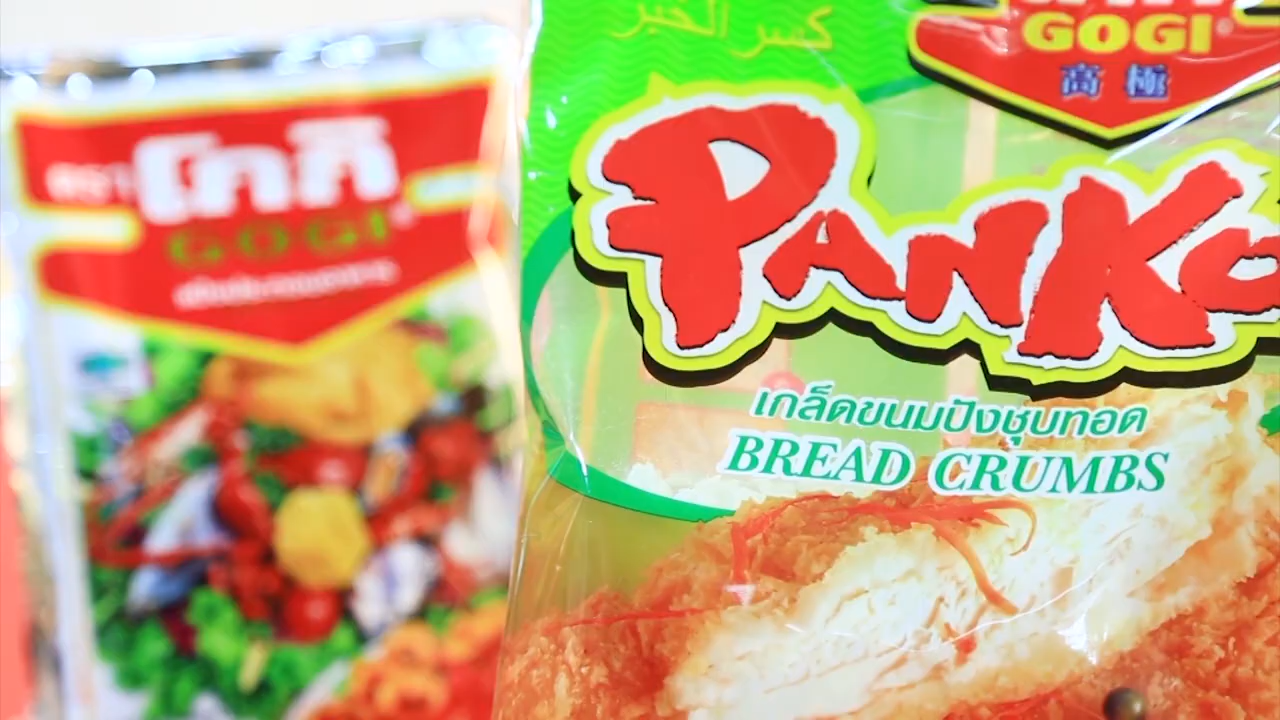 ตรา โกกิ
GOGI
كسر الخبز
GOGI
高極
PANKO
เกล็ดขนมปังชุบทอด
BREAD CRUMBS